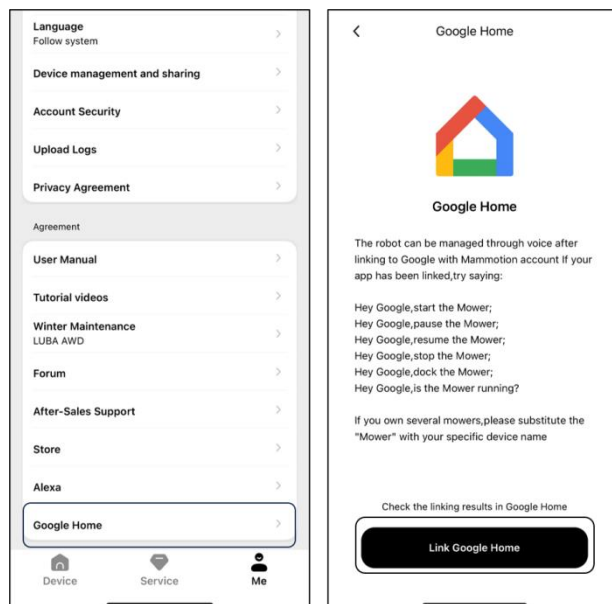 Language
Follow system
Device management and sharing
Account Security
Upload Logs
Privacy Agreement
Agreement
User Manual
Tutorial videos
Winter Maintenance
LUBA AWD
Forum
After-Sales Support
Store
Alexa
Google Home
Device
Service
Me
Google Home
Google Home
The robot can be managed through voice after
linking to Google with Mammotion account If your
app has been linked,try saying:
Hey Google,start the Mower;
Hey Google,pause the Mower;
Hey Google,resume the Mower;
Hey Google,stop the Mower;
Hey Google,dock the Mower;
Hey Google,is the Mower running?
If you own several mowers,please substitute the
"Mower" with your specific device name
Check the linking results in Google Home
Link Google Home